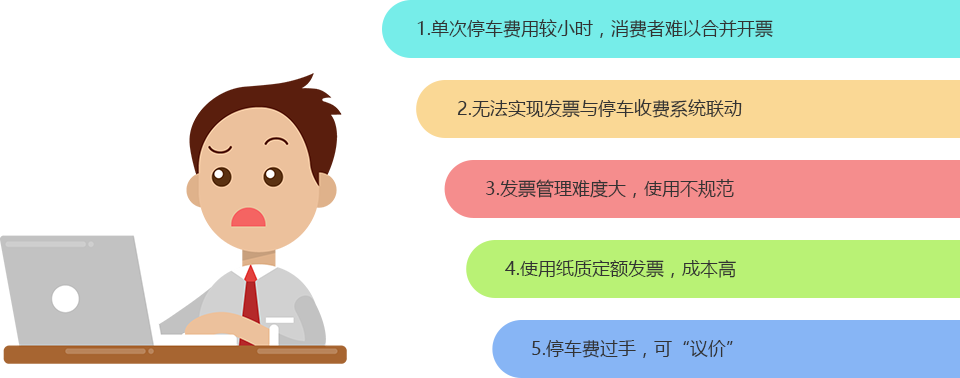 1.单次停车费用较小时，消费者难以合并开票
2.无法实现发票与停车收费系统联动
3.发票管理难度大，使用不规范
4.使用纸质定额发票，成本高
5.停车费过手，可“议价”